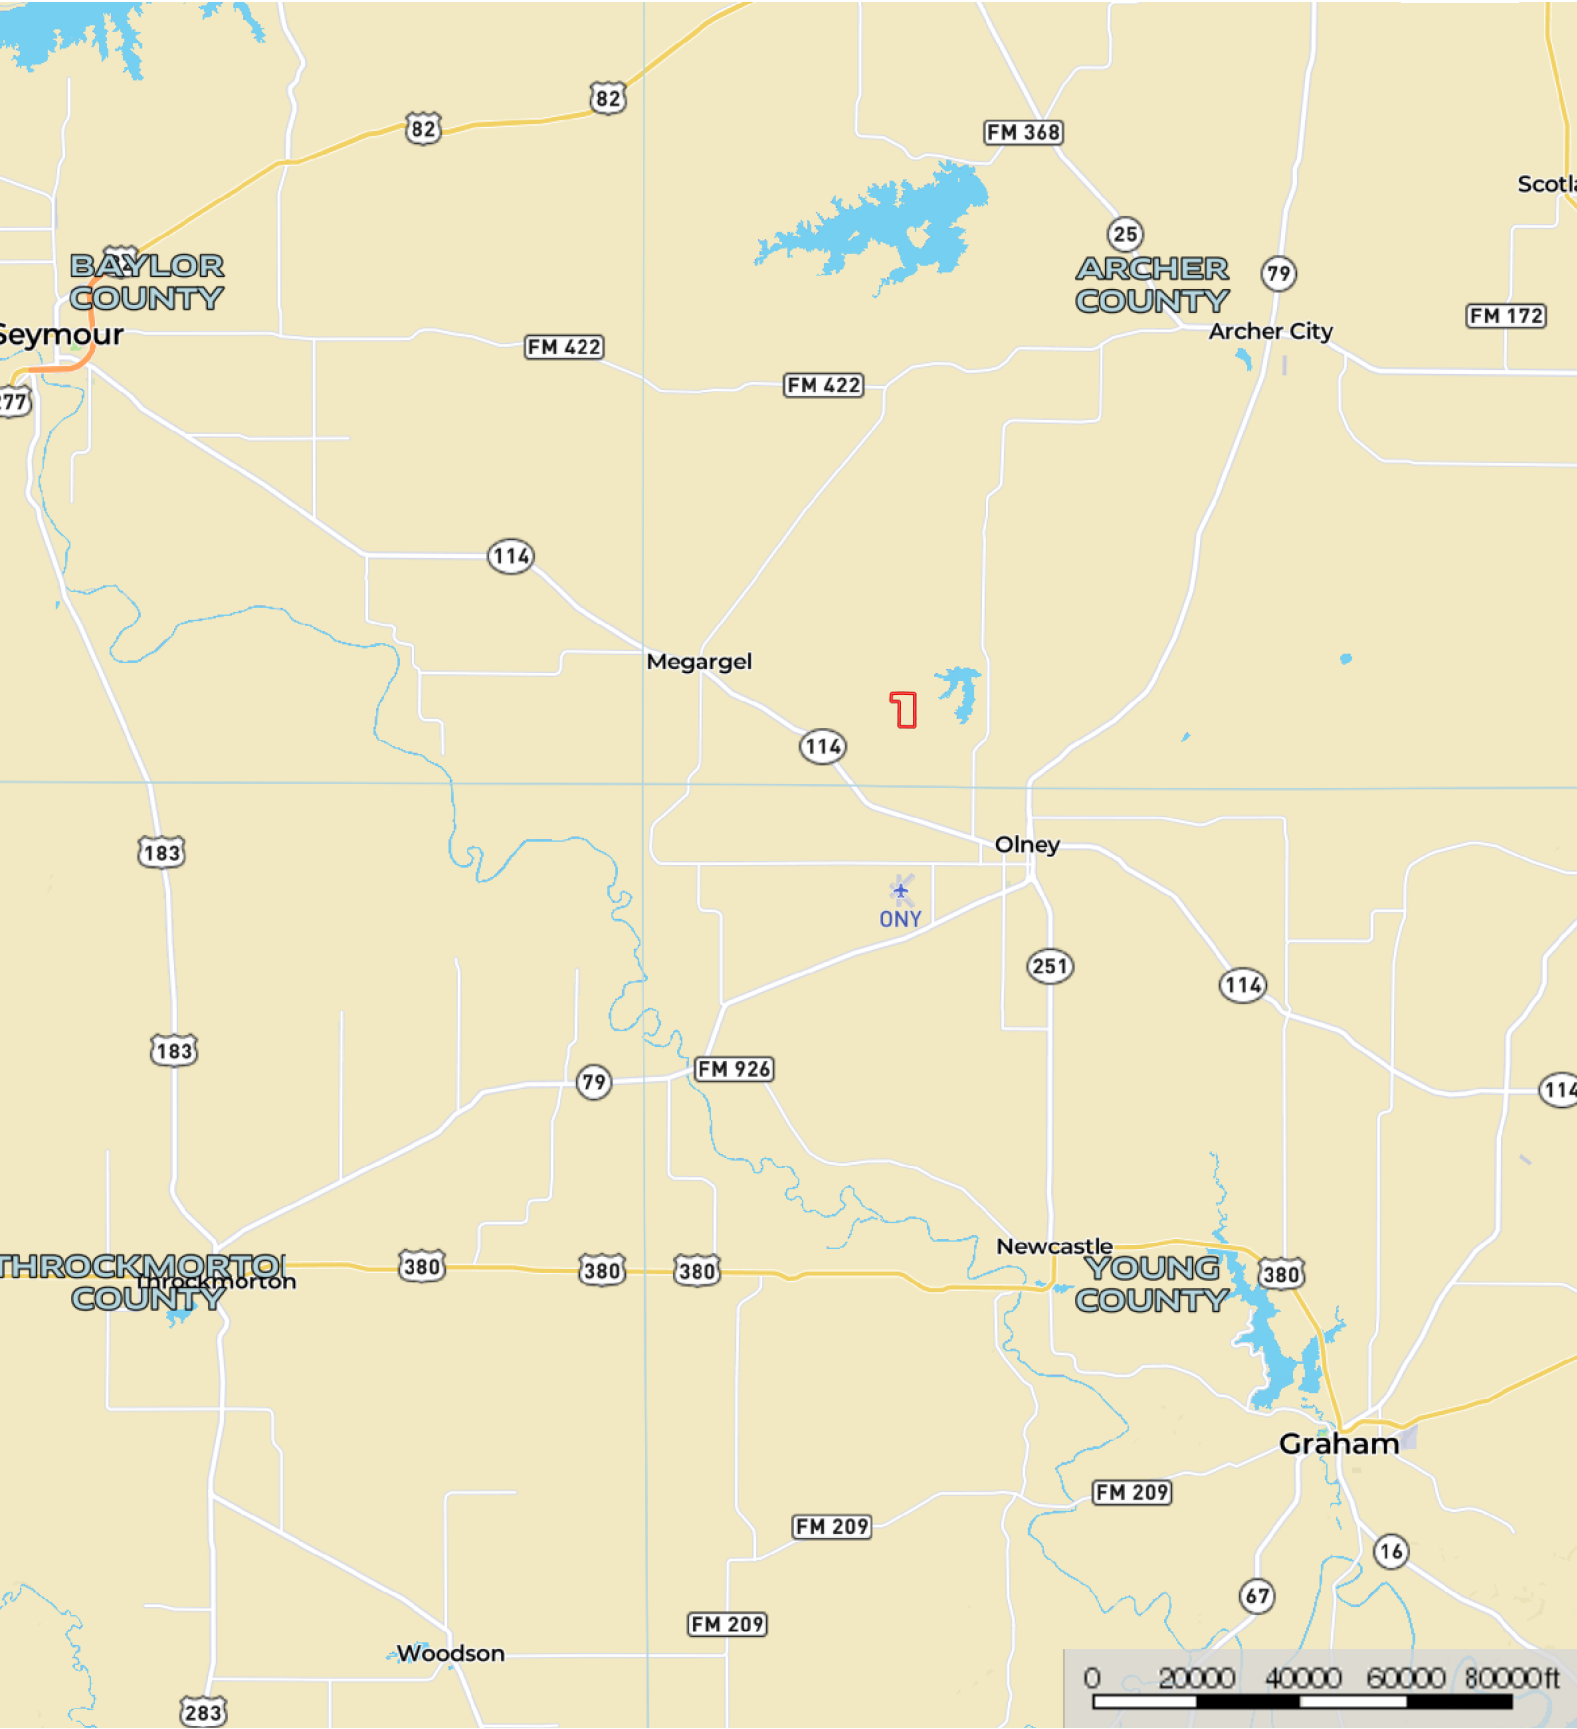 82
82
FM 368
Scotla
25
BAYLOR
COUNTY
ARCHER
COUNTY
79
FM 172
Seymour
Archer City
FM 422
FM 422
277
114
Megargel
114
183
Olney
ONY
251
114
183
FM 926
79
114
Newcastle
THROCKMORTO
COUNTY
Throckmorton
380
380
380
YOUNG
COUNTY
380
Graham
FM 209
FM 209
16
67
FM 209
Woodson
283
0 20000 40000 60000 80000ft